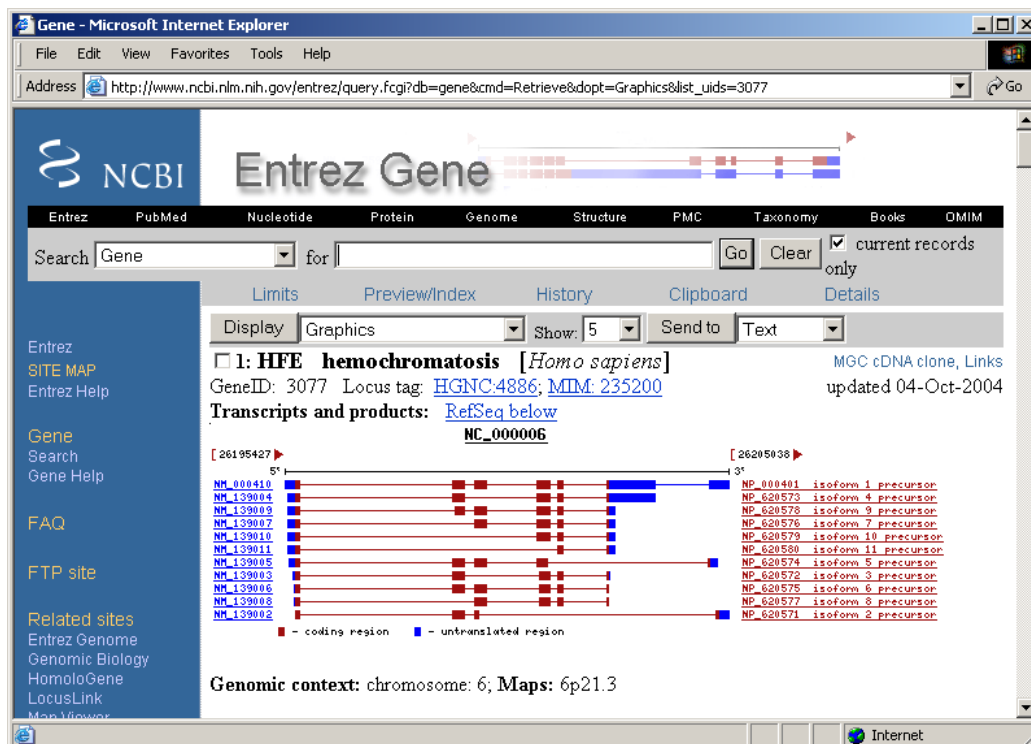 Gene - Microsoft Internet Explorer
File Edit View Favorites Tools Help
Address http://www.ncbi.nlm.nih.gov/entrez/query.fcgi?db=gene&cmd=Retrieve&dopt=Graphics&list_uids=3077 Go
NCBI Entrez Gene
Entrez PubMed Nucleotide Protein Genome Structure PMC Taxonomy Books OMIM
Search Gene for Go Clear current records only
Limits Preview/Index History Clipboard Details
Display Graphics Show: 5 Send to Text
Entrez
SITE MAP
Entrez Help
Gene
Search
Gene Help
FAQ
FTP site
Related sites
Entrez Genome
Genomic Biology
HomoloGene
LocusLink
Map Viewer
1: HFE hemochromatosis [Homo sapiens] MGC cDNA clone, Links
GeneID: 3077 Locus tag: HGNC:4886; MIM: 235200 updated 04-Oct-2004
Transcripts and products: RefSeq below
NC_000006
[ 26195427 [ 26205038
5' 3'
NM_000410 NP_000401 isoform 1 precursor
NM_139004 NP_620573 isoform 4 precursor
NM_139009 NP_620578 isoform 9 precursor
NM_139007 NP_620576 isoform 7 precursor
NM_139010 NP_620579 isoform 10 precursor
NM_139011 NP_620580 isoform 11 precursor
NM_139005 NP_620574 isoform 5 precursor
NM_139003 NP_620572 isoform 3 precursor
NM_139006 NP_620575 isoform 6 precursor
NM_139008 NP_620577 isoform 8 precursor
NM_139002 NP_620571 isoform 2 precursor
- coding region - untranslated region
Genomic context: chromosome: 6; Maps: 6p21.3
Internet